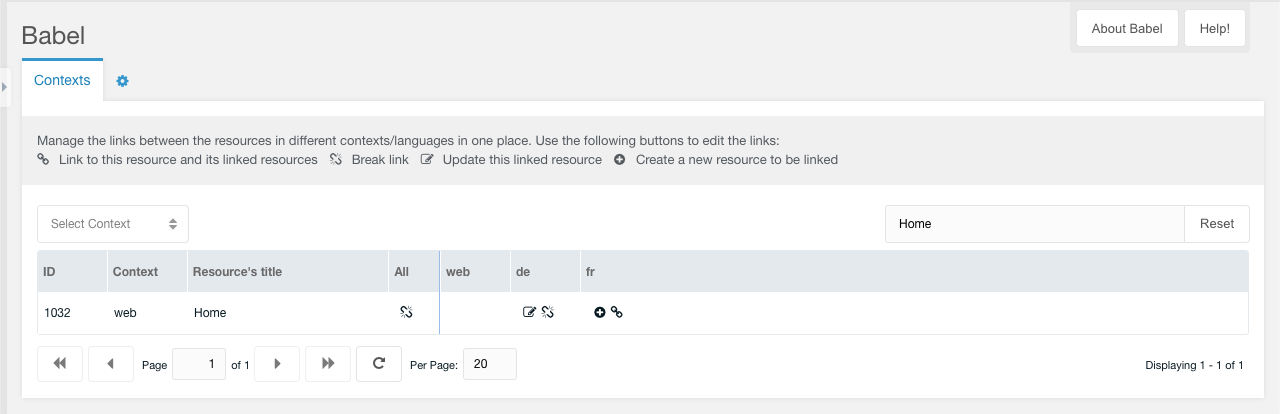 Babel
About Babel
Help!
Contexts
Manage the links between the resources in different contexts/languages in one place. Use the following buttons to edit the links:
Link to this resource and its linked resources Break link Update this linked resource Create a new resource to be linked
Select Context
Home
Reset
ID Context Resource's title All web de fr
1032 web Home
Page 1 of 1 Per Page: 20 Displaying 1 - 1 of 1